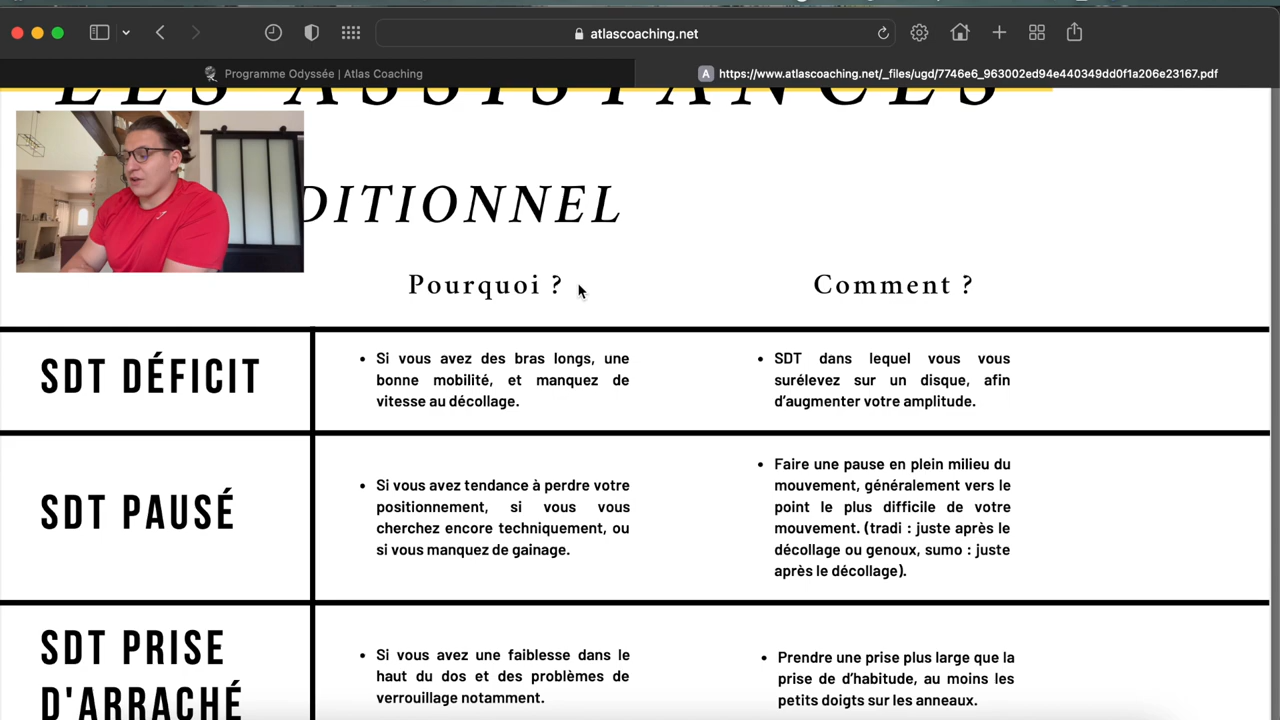 atlascoaching.net
Programme Odyssée | Atlas Coaching
A https://www.atlascoaching.net/_files/ugd/7746e6_963002ed94e440349dd0f1a206e23167.pdf
LES ASSISTANCES
DITIONNEL
Pourquoi ?
Comment ?
SDT DÉFICIT
• Si vous avez des bras longs, une
bonne mobilité, et manquez de
vitesse au décollage.
• SDT dans lequel vous vous
surélevez sur un disque, afin
d'augmenter votre amplitude.
SDT PAUSÉ
• Si vous avez tendance à perdre votre
positionnement, si vous vous
cherchez encore techniquement, ou
si vous manquez de gainage.
• Faire une pause en plein milieu du
mouvement, généralement vers le
point le plus difficile de votre
mouvement. (tradi : juste après le
décollage ou genoux, sumo : juste
après le décollage).
SDT PRISE
D'ARRACHÉ
• Si vous avez une faiblesse dans le
haut du dos et des problèmes de
verrouillage notamment.
• Prendre une prise plus large que la
prise de d'habitude, au moins les
petits doigts sur les anneaux.